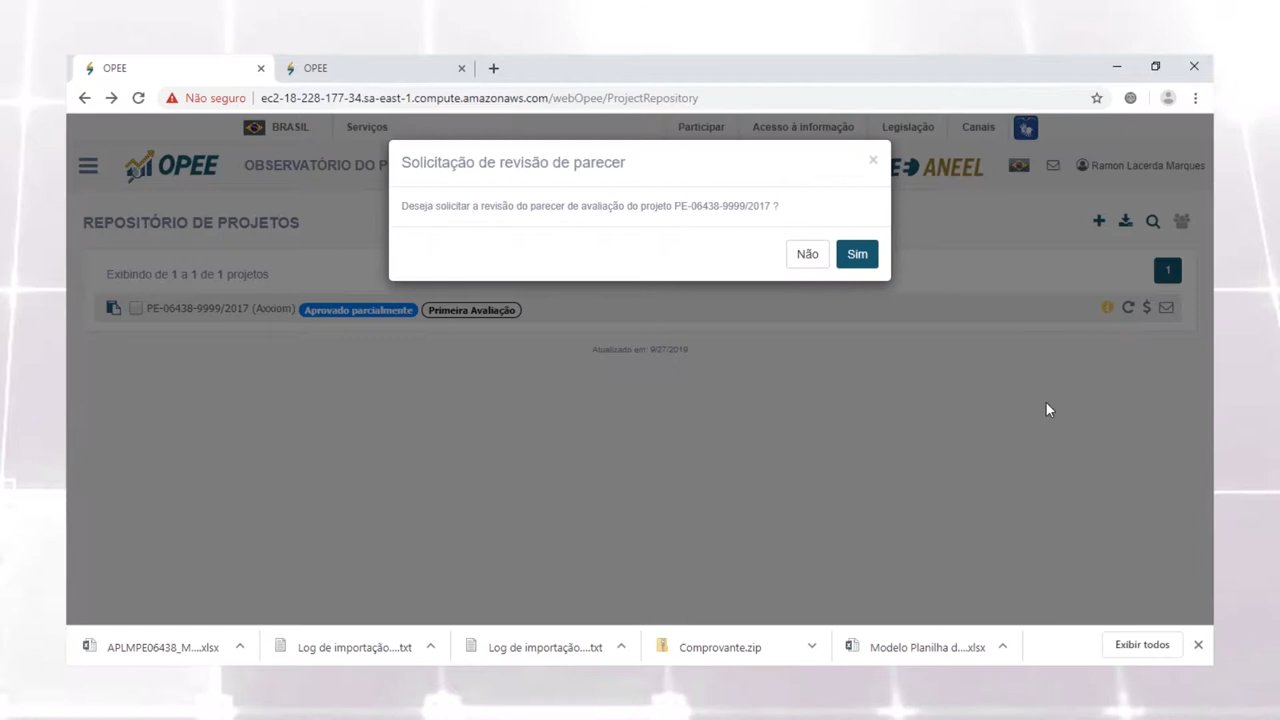 OPEE
OPEE
Não seguro ec2-18-228-177-34.sa-east-1.compute.amazonaws.com/webOpee/ProjectRepository
BRASIL Serviços Participar Acesso à informação Legislação Canais
Solicitação de revisão de parecer
OPEE OBSERVATÓRIO DO P ANEEL Ramon Lacerda Marques
Deseja solicitar a revisão do parecer de avaliação do projeto PE-06438-9999/2017 ?
REPOSITÓRIO DE PROJETOS
Não Sim
Exibindo de 1 a 1 de 1 projetos 1
PE-06438-9999/2017 (Axxiom) Aprovado parcialmente Primeira Avaliação
Atualizado em: 9/27/2019
APLMPE06438_M....xlsx Log de importação....txt Log de importação....txt Comprovante.zip Modelo Planilha d....xlsx Exibir todos